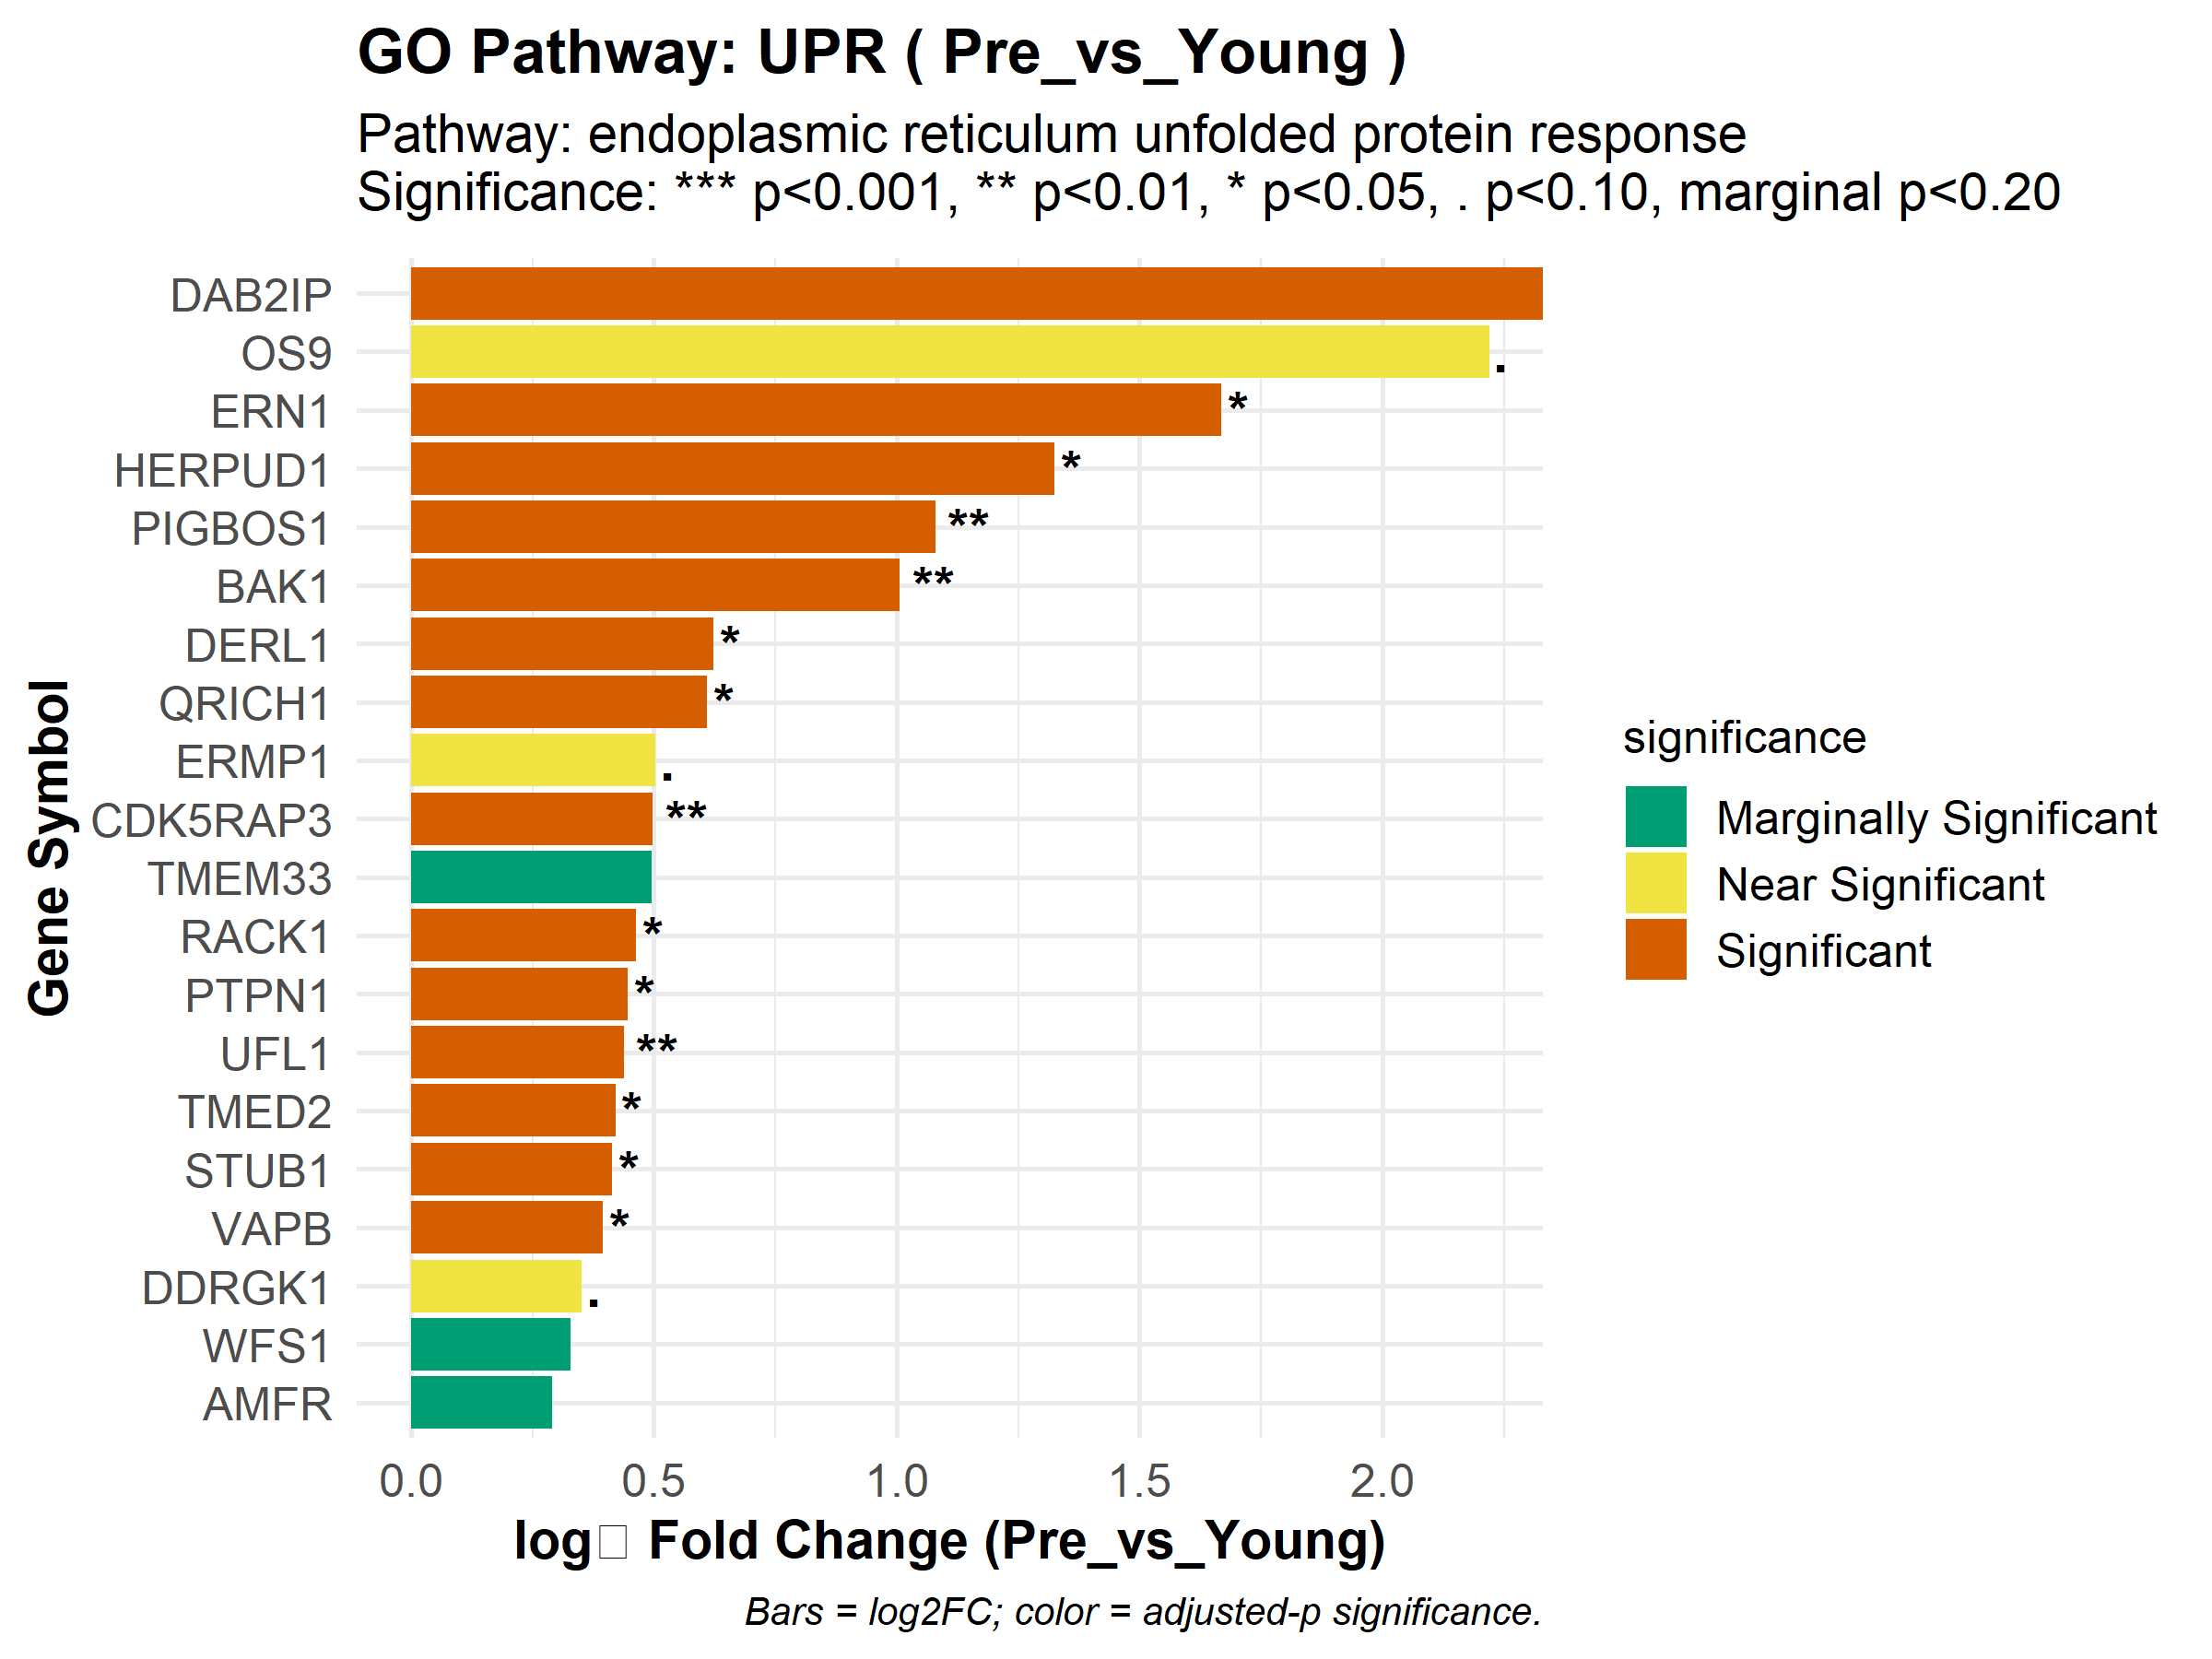 GO Pathway: UPR ( Pre_vs_Young )
Pathway: endoplasmic reticulum unfolded protein response
Significance: *** p<0.001, ** p<0.01, * p<0.05, . p<0.10, marginal p<0.20
Gene Symbol
DAB2IP
OS9 .
ERN1 *
HERPUD1 *
PIGBOS1 **
BAK1 **
DERL1 *
QRICH1 *
ERMP1 .
CDK5RAP3 **
TMEM33
RACK1 *
PTPN1 *
UFL1 **
TMED2 *
STUB1 *
VAPB *
DDRGK1 .
WFS1
AMFR
0.0 0.5 1.0 1.5 2.0
log□ Fold Change (Pre_vs_Young)
Bars = log2FC; color = adjusted-p significance.
significance
Marginally Significant
Near Significant
Significant